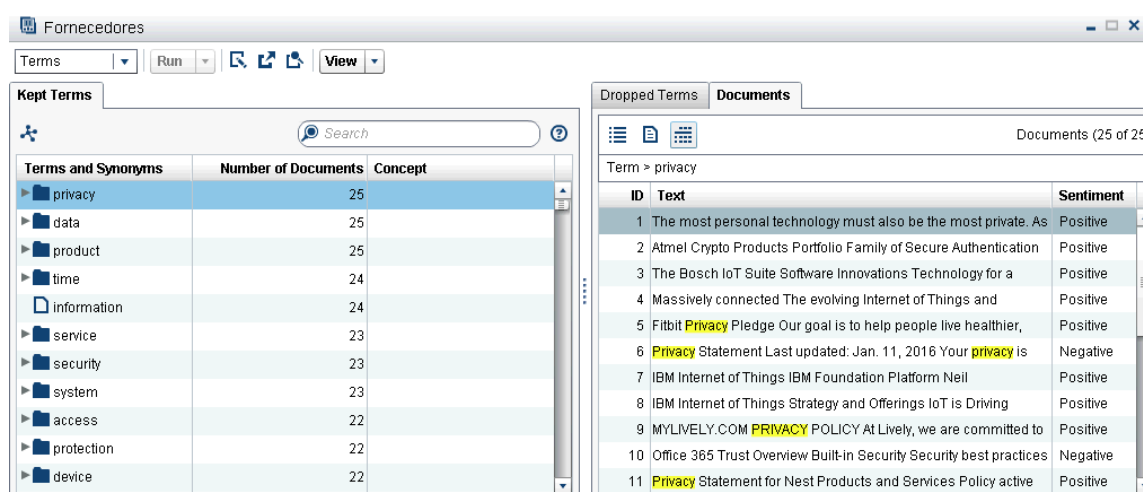 Fornecedores
Terms Run View
Kept Terms
Search
Terms and Synonyms Number of Documents Concept
privacy 25
data 25
product 25
time 24
information 24
service 23
security 23
system 23
access 22
protection 22
device 22
Dropped Terms Documents
Documents (25 of 25
Term > privacy
ID Text Sentiment
1 The most personal technology must also be the most private. As Positive
2 Atmel Crypto Products Portfolio Family of Secure Authentication Positive
3 The Bosch IoT Suite Software Innovations Technology for a Positive
4 Massively connected The evolving Internet of Things and Positive
5 Fitbit Privacy Pledge Our goal is to help people live healthier, Positive
6 Privacy Statement Last updated: Jan. 11, 2016 Your privacy is Negative
7 IBM Internet of Things IBM Foundation Platform Neil Positive
8 IBM Internet of Things Strategy and Offerings IoT is Driving Positive
9 MYLIVELY.COM PRIVACY POLICY At Lively, we are committed to Positive
10 Office 365 Trust Overview Built-in Security Security best practices Negative
11 Privacy Statement for Nest Products and Services Policy active Positive